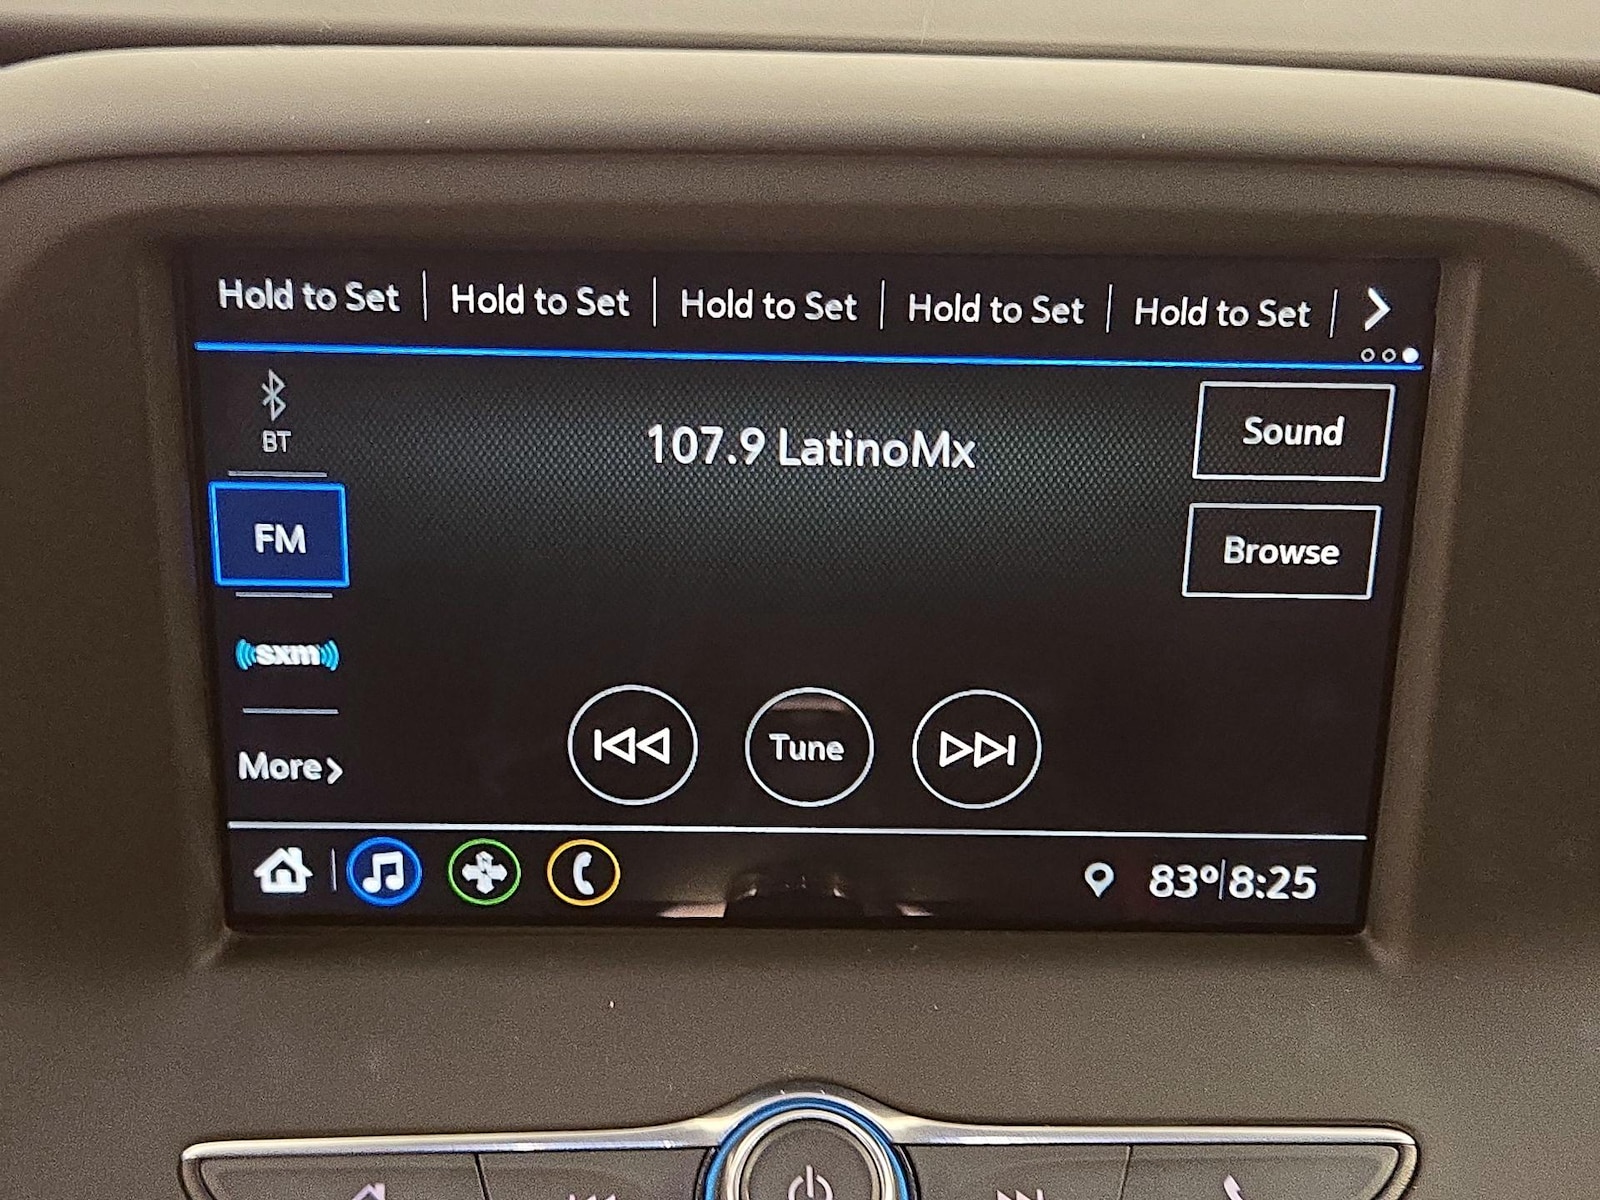 Hold to Set Hold to Set Hold to Set Hold to Set Hold to Set
BT
107.9 LatinoMx
Sound
FM
Browse
sxm
Tune
More
83° 8:25